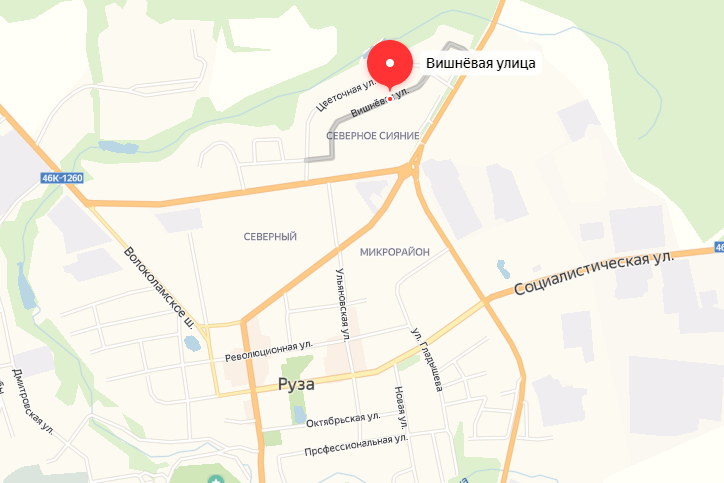 Вишнёвая улица
Цветочная ул.
Вишнёвая ул.
СЕВЕРНОЕ СИЯНИЕ
46К-1260
СЕВЕРНЫЙ
МИКРОРАЙОН
46
Социалистическая ул.
Волоколамское ш.
Ульяновская ул.
Революционная ул.
ул. Гладышева
Руза
Дмитровская ул.
Новая ул.
Октябрьская ул.
Профессиональная ул.